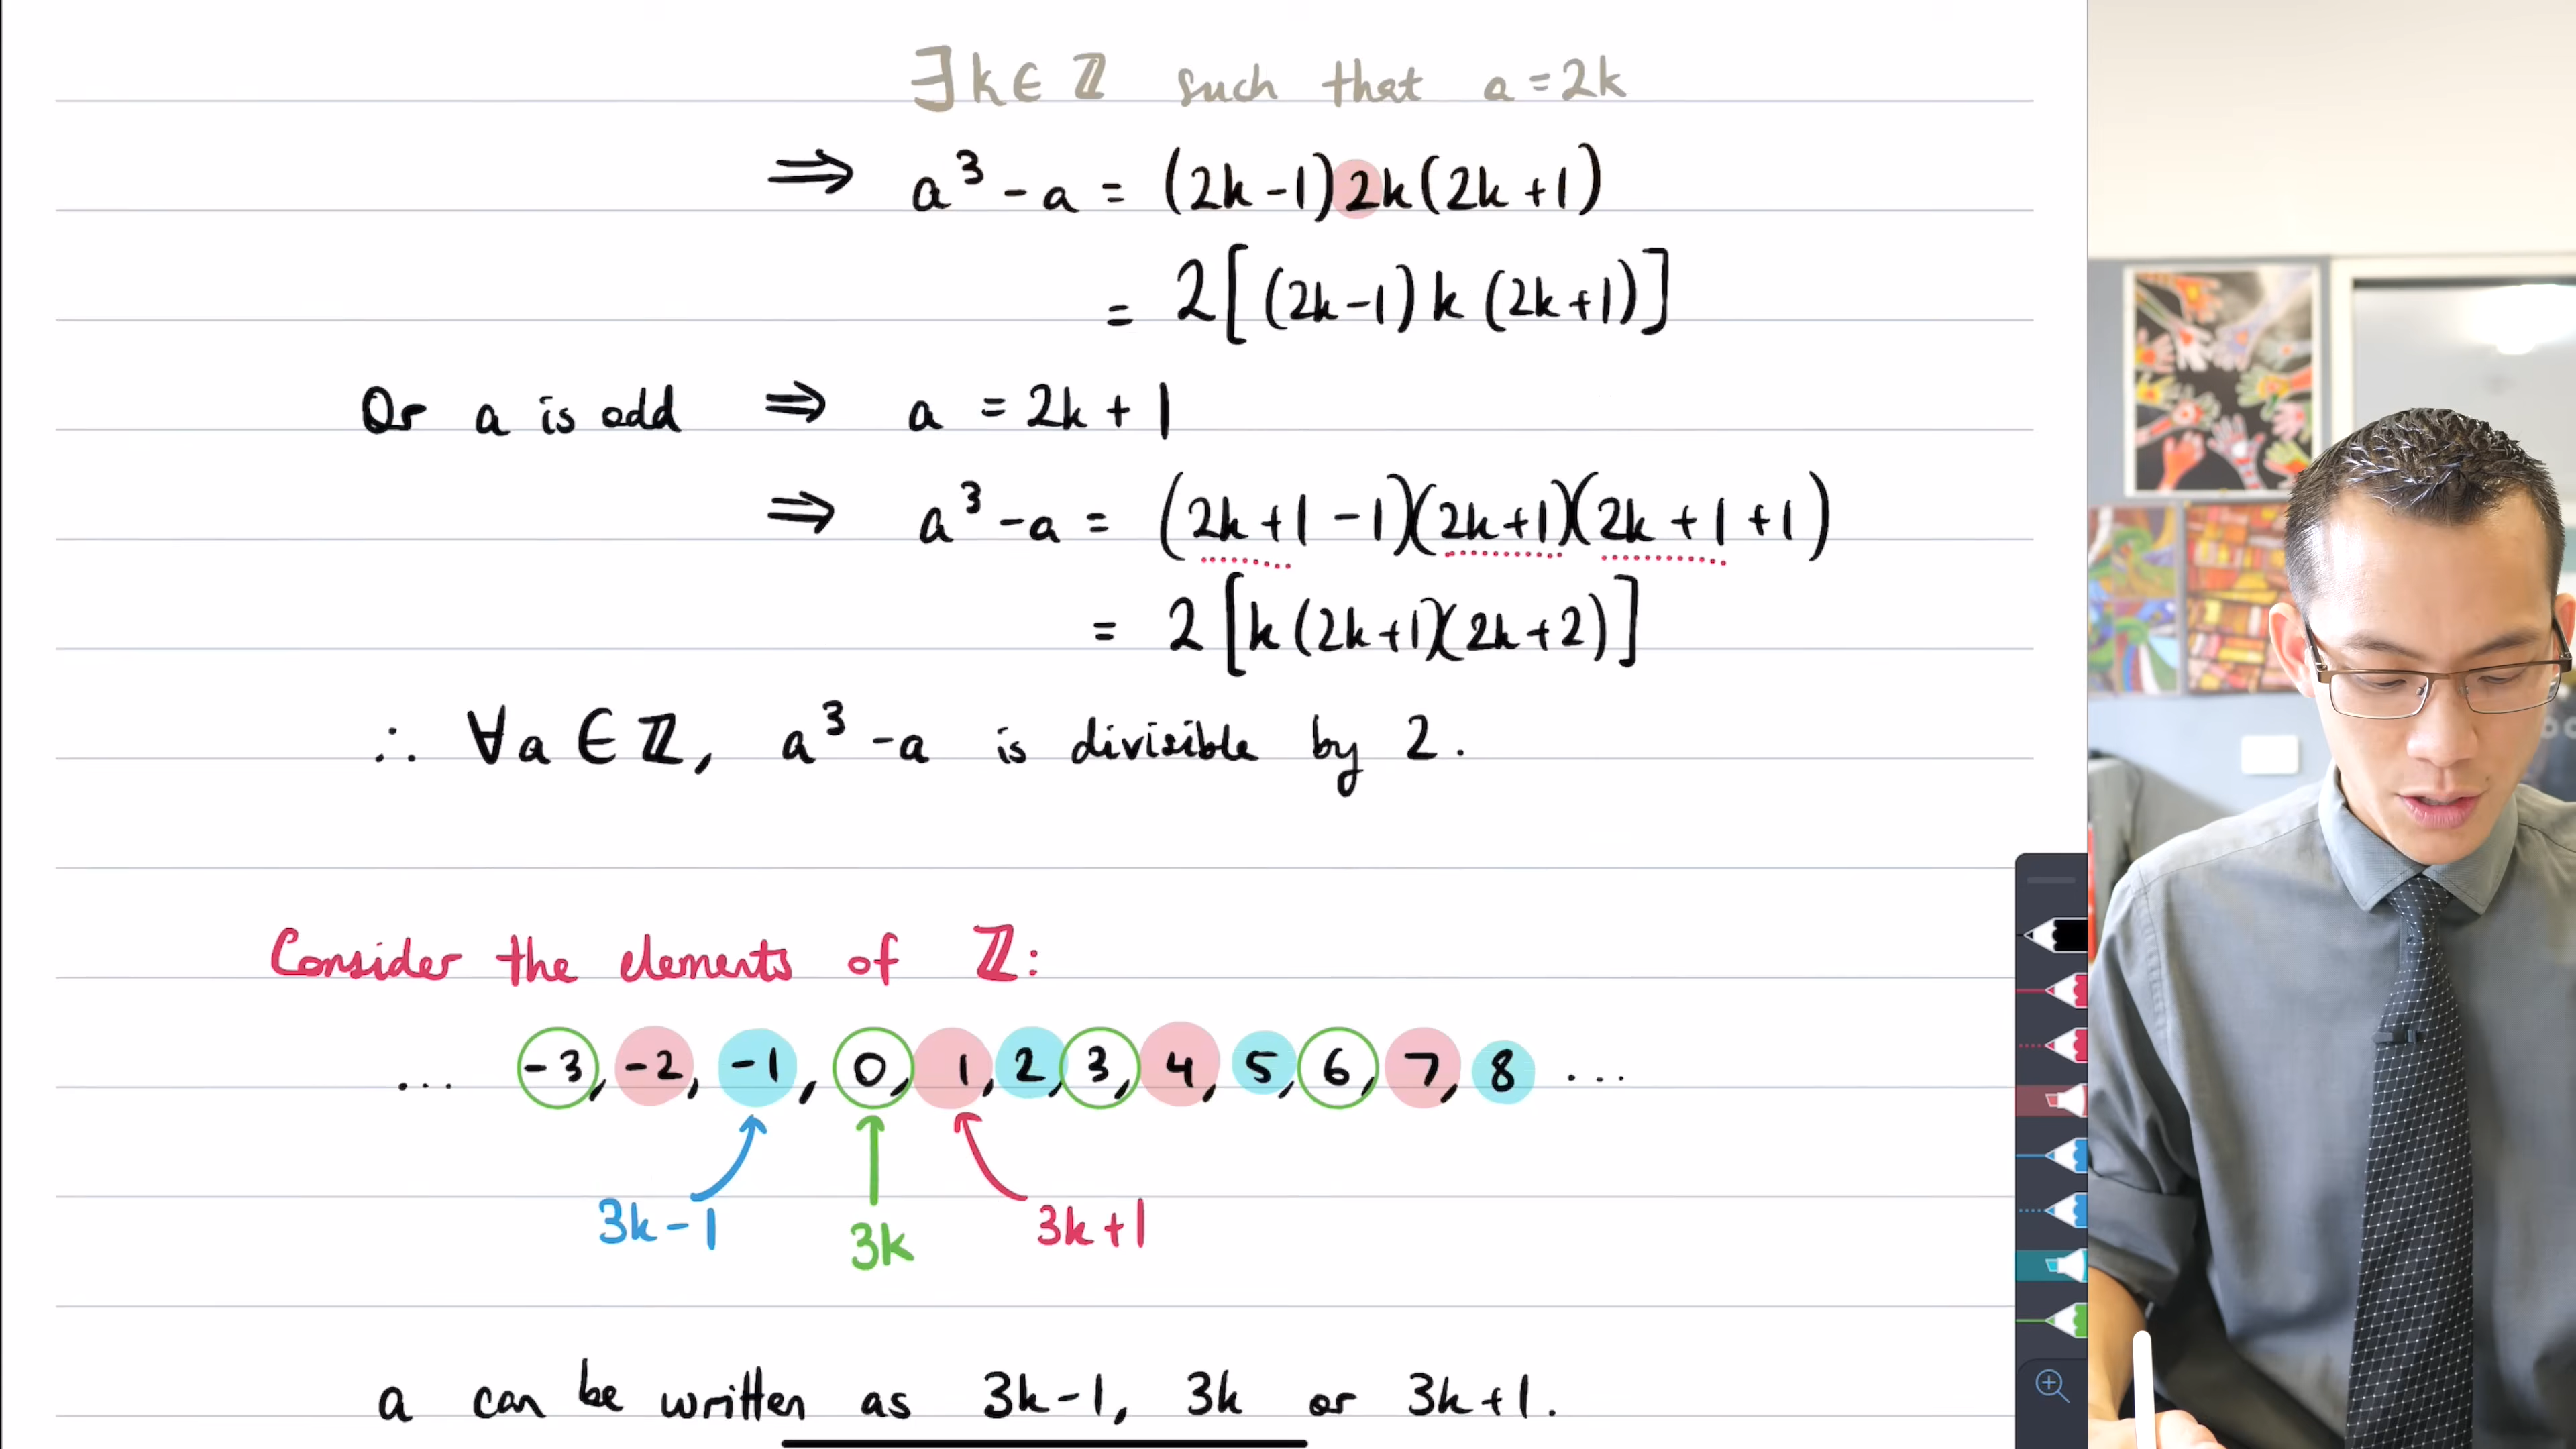 ∃k ∈ ℤ such that a = 2k
⇒ a³ - a = (2k-1)2k(2k+1)
= 2[(2k-1)k(2k+1)]
Or a is odd ⇒ a = 2k + 1
⇒ a³ - a = (2k+1-1)(2k+1)(2k+1+1)
= 2[k(2k+1)(2k+2)]
∴ ∀a ∈ ℤ, a³ - a is divisible by 2.
Consider the elements of ℤ:
... -3, -2, -1, 0, 1, 2, 3, 4, 5, 6, 7, 8 ...
3k-1 3k 3k+1
a can be written as 3k-1, 3k or 3k+1.